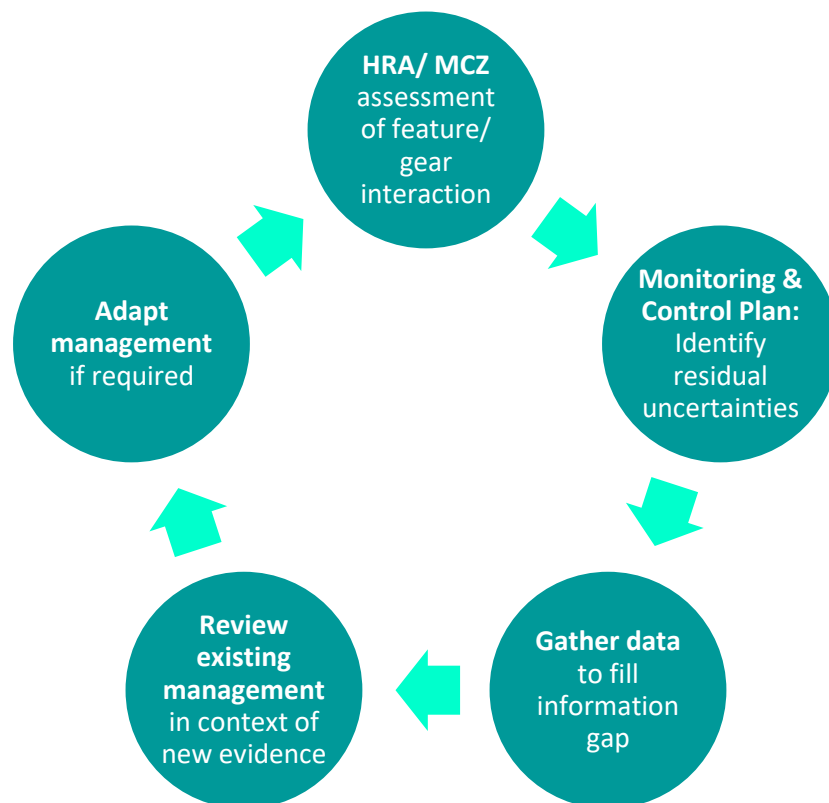 HRA/ MCZ
assessment
of feature/
gear
interaction
Monitoring &
Control Plan:
Identify
residual
uncertainties
Gather data
to fill
information
gap
Review
existing
management
in context of
new evidence
Adapt
management
if required